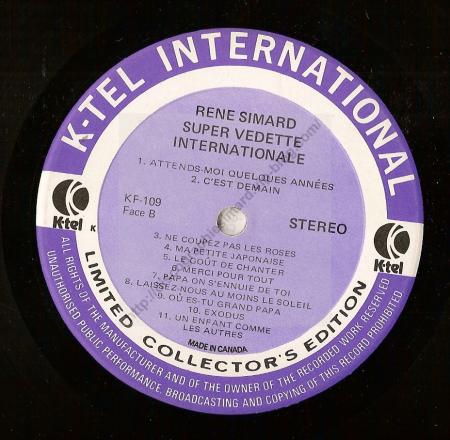 K-TEL INTERNATIONAL
RENE SIMARD
SUPER VEDETTE
INTERNATIONALE
1. ATTENDS-MOI QUELQUES ANNÉES
2. C'EST DEMAIN
KF-109
Face B
STEREO
K-tel
K
K-tel
3. NE COUPEZ PAS LES ROSES
4. MA PETITE JAPONAISE
5. LE GOÛT DE CHANTER
6. MERCI POUR TOUT
7. PAPA ON S'ENNUIE DE TOI
8. LAISSEZ-NOUS AU MOINS LE SOLEIL
9. OÙ ES-TU GRAND PAPA
10. EXODUS
11. UN ENFANT COMME
LES AUTRES
MADE IN CANADA
LIMITED COLLECTOR'S EDITION
ALL RIGHTS OF THE MANUFACTURER AND OF THE OWNER OF THE RECORDED WORK RESERVED
UNAUTHORISED PUBLIC PERFORMANCE, BROADCASTING AND COPYING OF THIS RECORD PROHIBITED